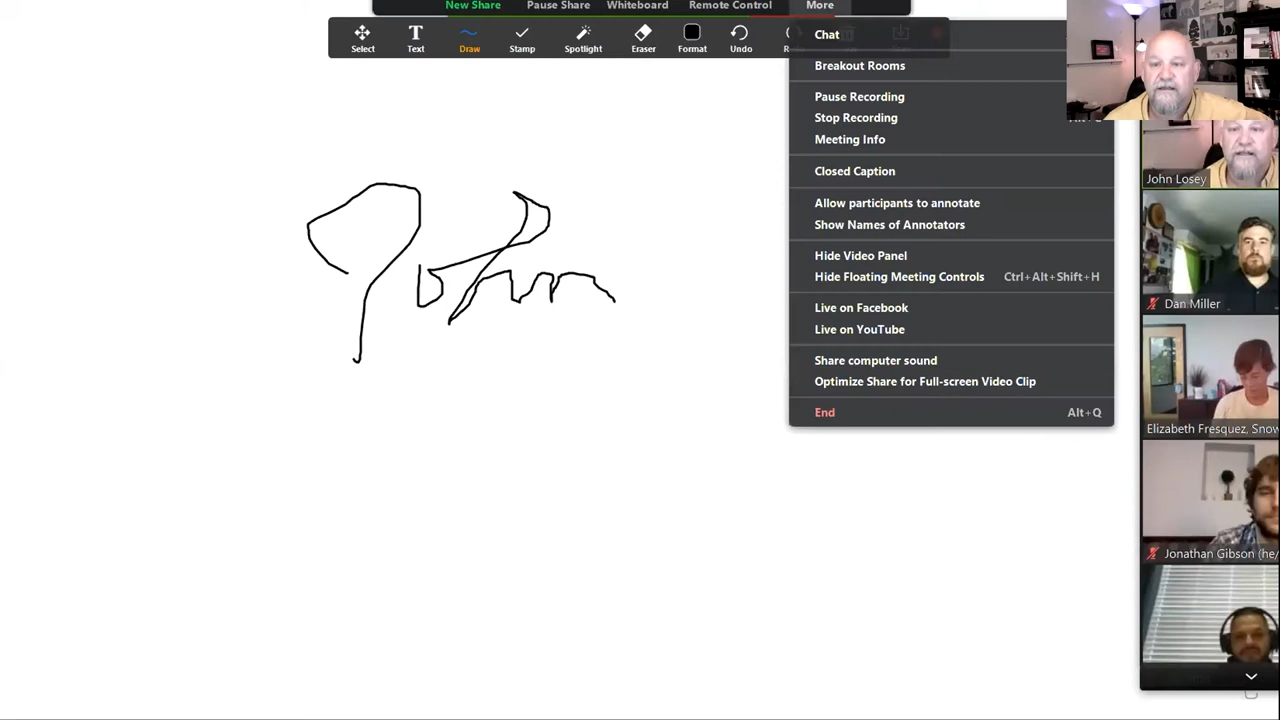 New Share Pause Share Whiteboard Remote Control More
Select Text Draw Stamp Spotlight Eraser Format Undo
Chat
Breakout Rooms
Pause Recording
Stop Recording
Meeting Info
Closed Caption
Allow participants to annotate
Show Names of Annotators
Hide Video Panel
Hide Floating Meeting Controls Ctrl+Alt+Shift+H
Live on Facebook
Live on YouTube
Share computer sound
Optimize Share for Full-screen Video Clip
End Alt+Q
John
John Losey
Dan Miller
Elizabeth Fresquez, Snow
Jonathan Gibson (he/